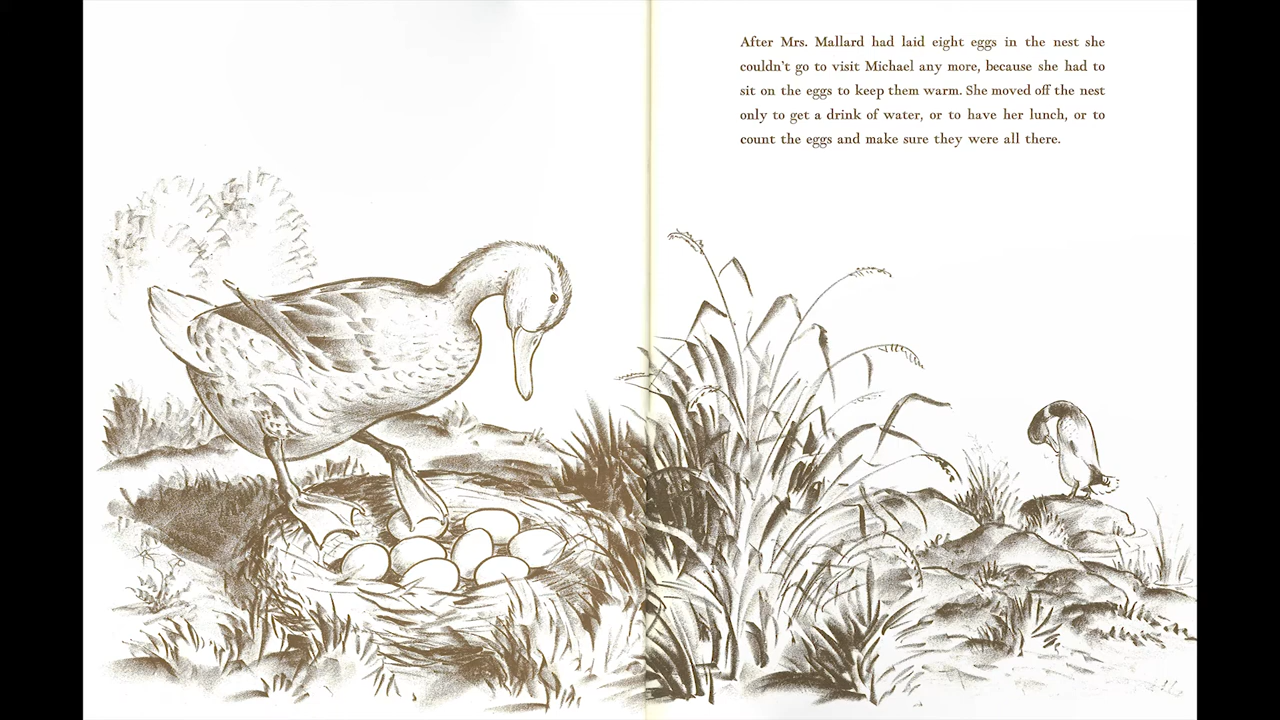 After Mrs. Mallard had laid eight eggs in the nest she
couldn't go to visit Michael any more, because she had to
sit on the eggs to keep them warm. She moved off the nest
only to get a drink of water, or to have her lunch, or to
count the eggs and make sure they were all there.